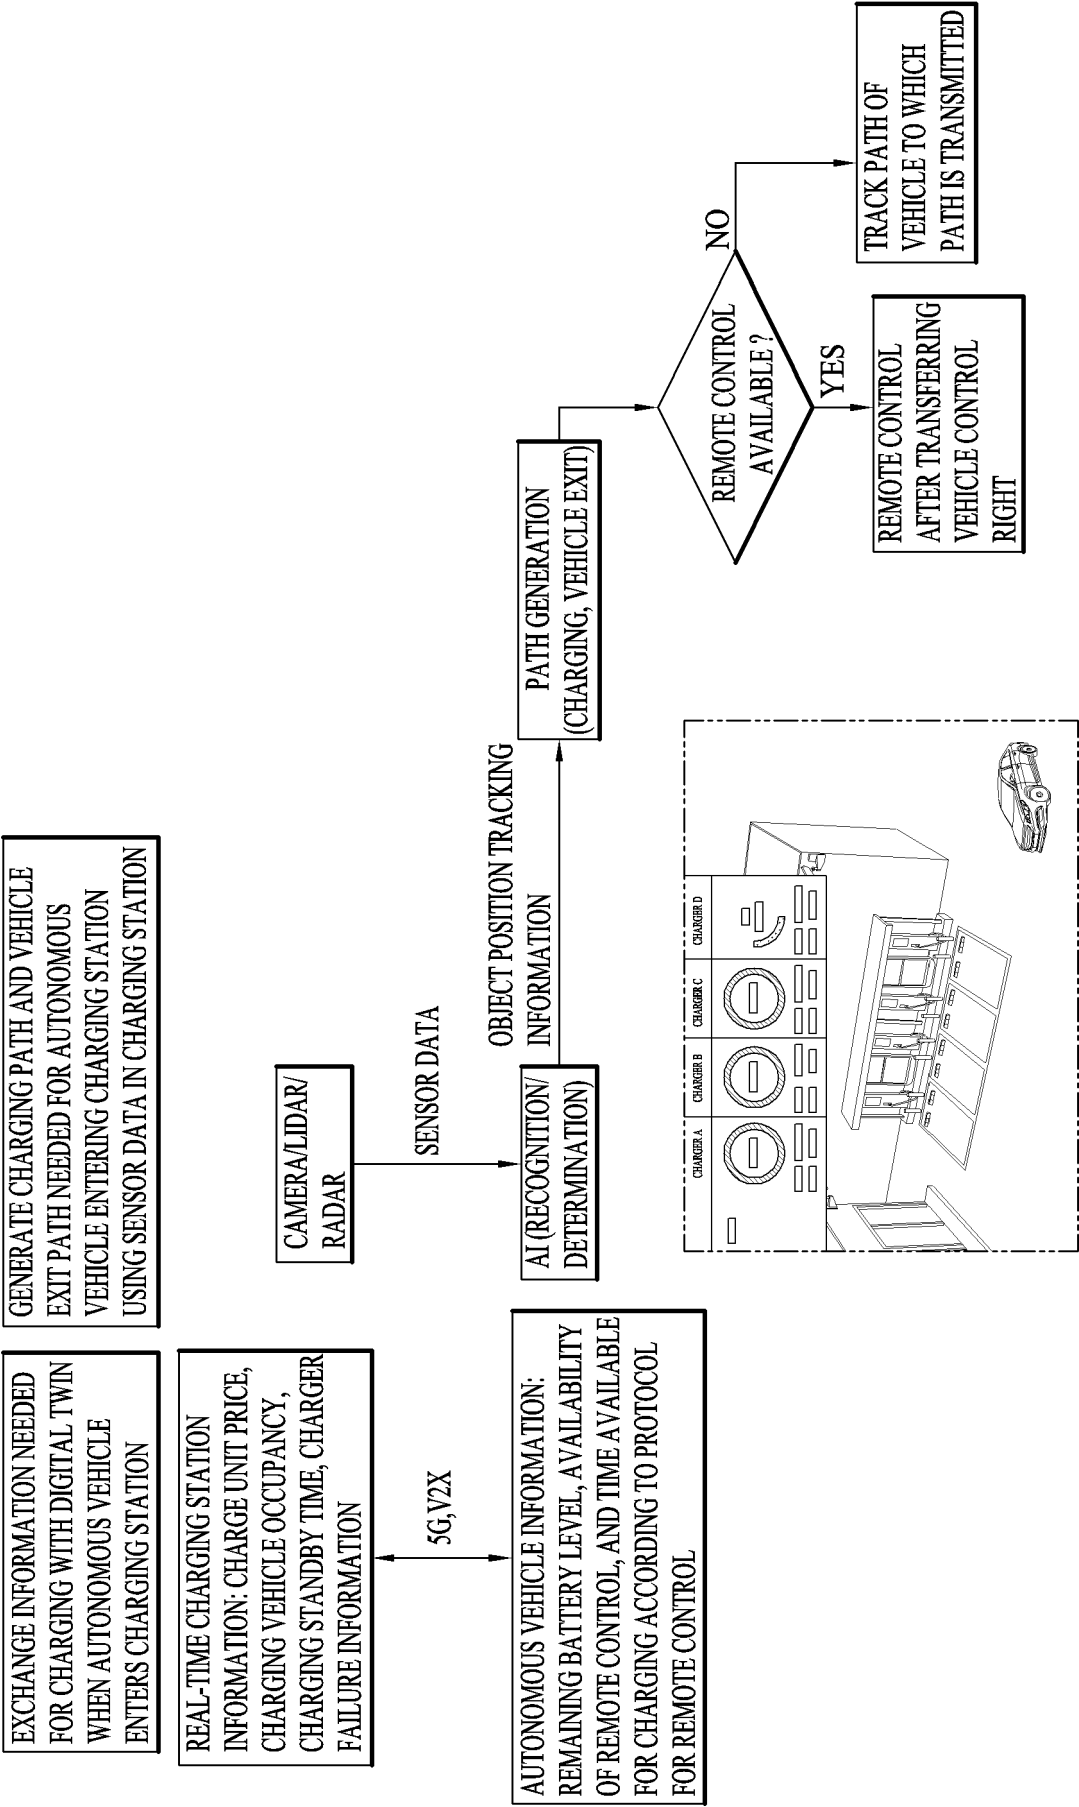 EXCHANGE INFORMATION NEEDED
FOR CHARGING WITH DIGITAL TWIN
WHEN AUTONOMOUS VEHICLE
ENTERS CHARGING STATION
GENERATE CHARGING PATH AND VEHICLE
EXIT PATH NEEDED FOR AUTONOMOUS
VEHICLE ENTERING CHARGING STATION
USING SENSOR DATA IN CHARGING STATION
REAL-TIME CHARGING STATION
INFORMATION: CHARGE UNIT PRICE,
CHARGING VEHICLE OCCUPANCY,
CHARGING STANDBY TIME, CHARGER
FAILURE INFORMATION
5G,V2X
AUTONOMOUS VEHICLE INFORMATION:
REMAINING BATTERY LEVEL, AVAILABILITY
OF REMOTE CONTROL, AND TIME AVAILABLE
FOR CHARGING ACCORDING TO PROTOCOL
FOR REMOTE CONTROL
CAMERA/LIDAR/
RADAR
SENSOR DATA
AI (RECOGNITION/
DETERMINATION)
OBJECT POSITION TRACKING
INFORMATION
PATH GENERATION
(CHARGING, VEHICLE EXIT)
REMOTE CONTROL
AVAILABLE ?
NO
YES
TRACK PATH OF
VEHICLE TO WHICH
PATH IS TRANSMITTED
REMOTE CONTROL
AFTER TRANSFERRING
VEHICLE CONTROL
RIGHT
CHARGER A
CHARGER B
CHARGER C
CHARGER D